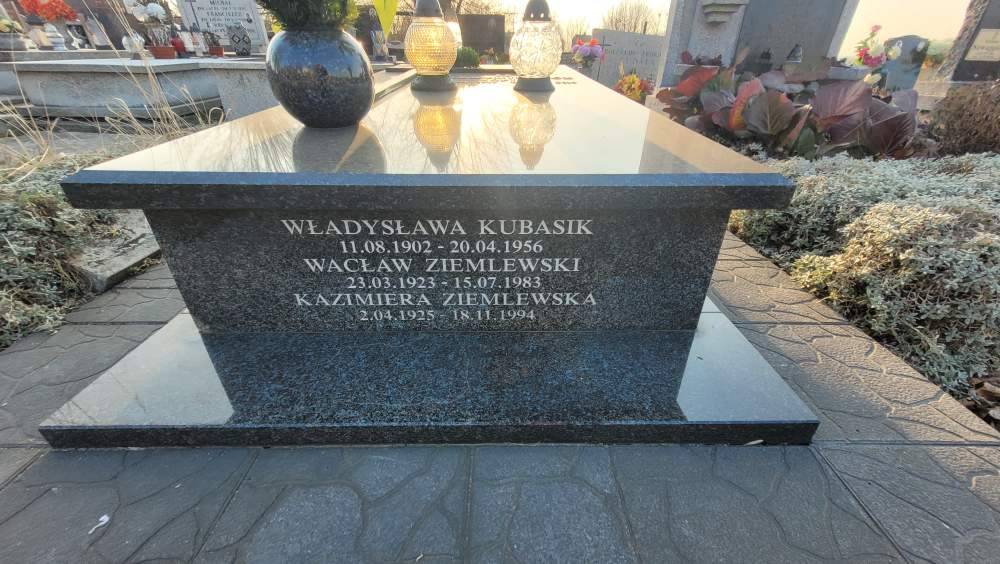 WŁADYSŁAWA KUBASIK
11.08.1902 - 20.04.1956
WACŁAW ZIEMLEWSKI
23.03.1923 - 15.07.1983
KAZIMIERA ZIEMLEWSKA
2.04.1925 - 18.11.1994